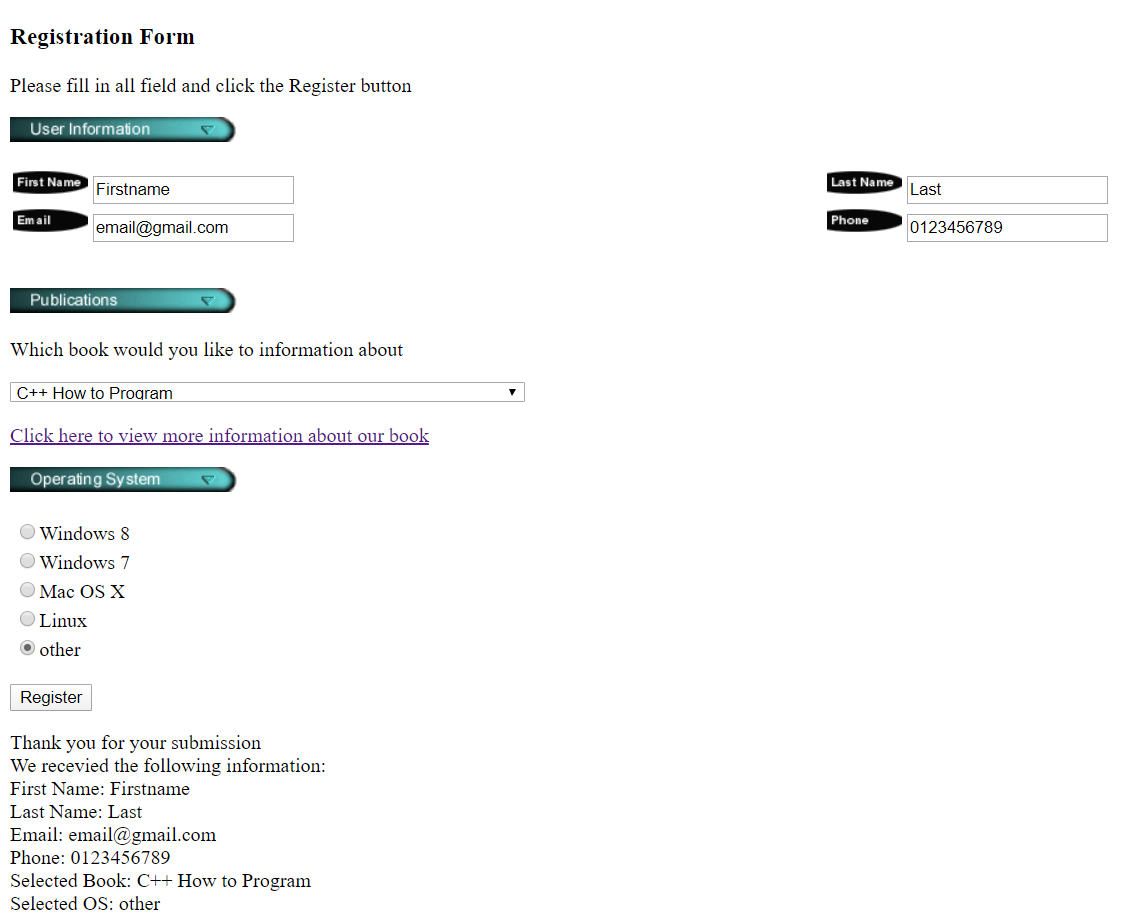 Registration Form
Please fill in all field and click the Register button
User Information
First Name Firstname Last Name Last
Email email@gmail.com Phone 0123456789
Publications
Which book would you like to information about
C++ How to Program
Click here to view more information about our book
Operating System
Windows 8
Windows 7
Mac OS X
Linux
other
Register
Thank you for your submission
We recevied the following information:
First Name: Firstname
Last Name: Last
Email: email@gmail.com
Phone: 0123456789
Selected Book: C++ How to Program
Selected OS: other